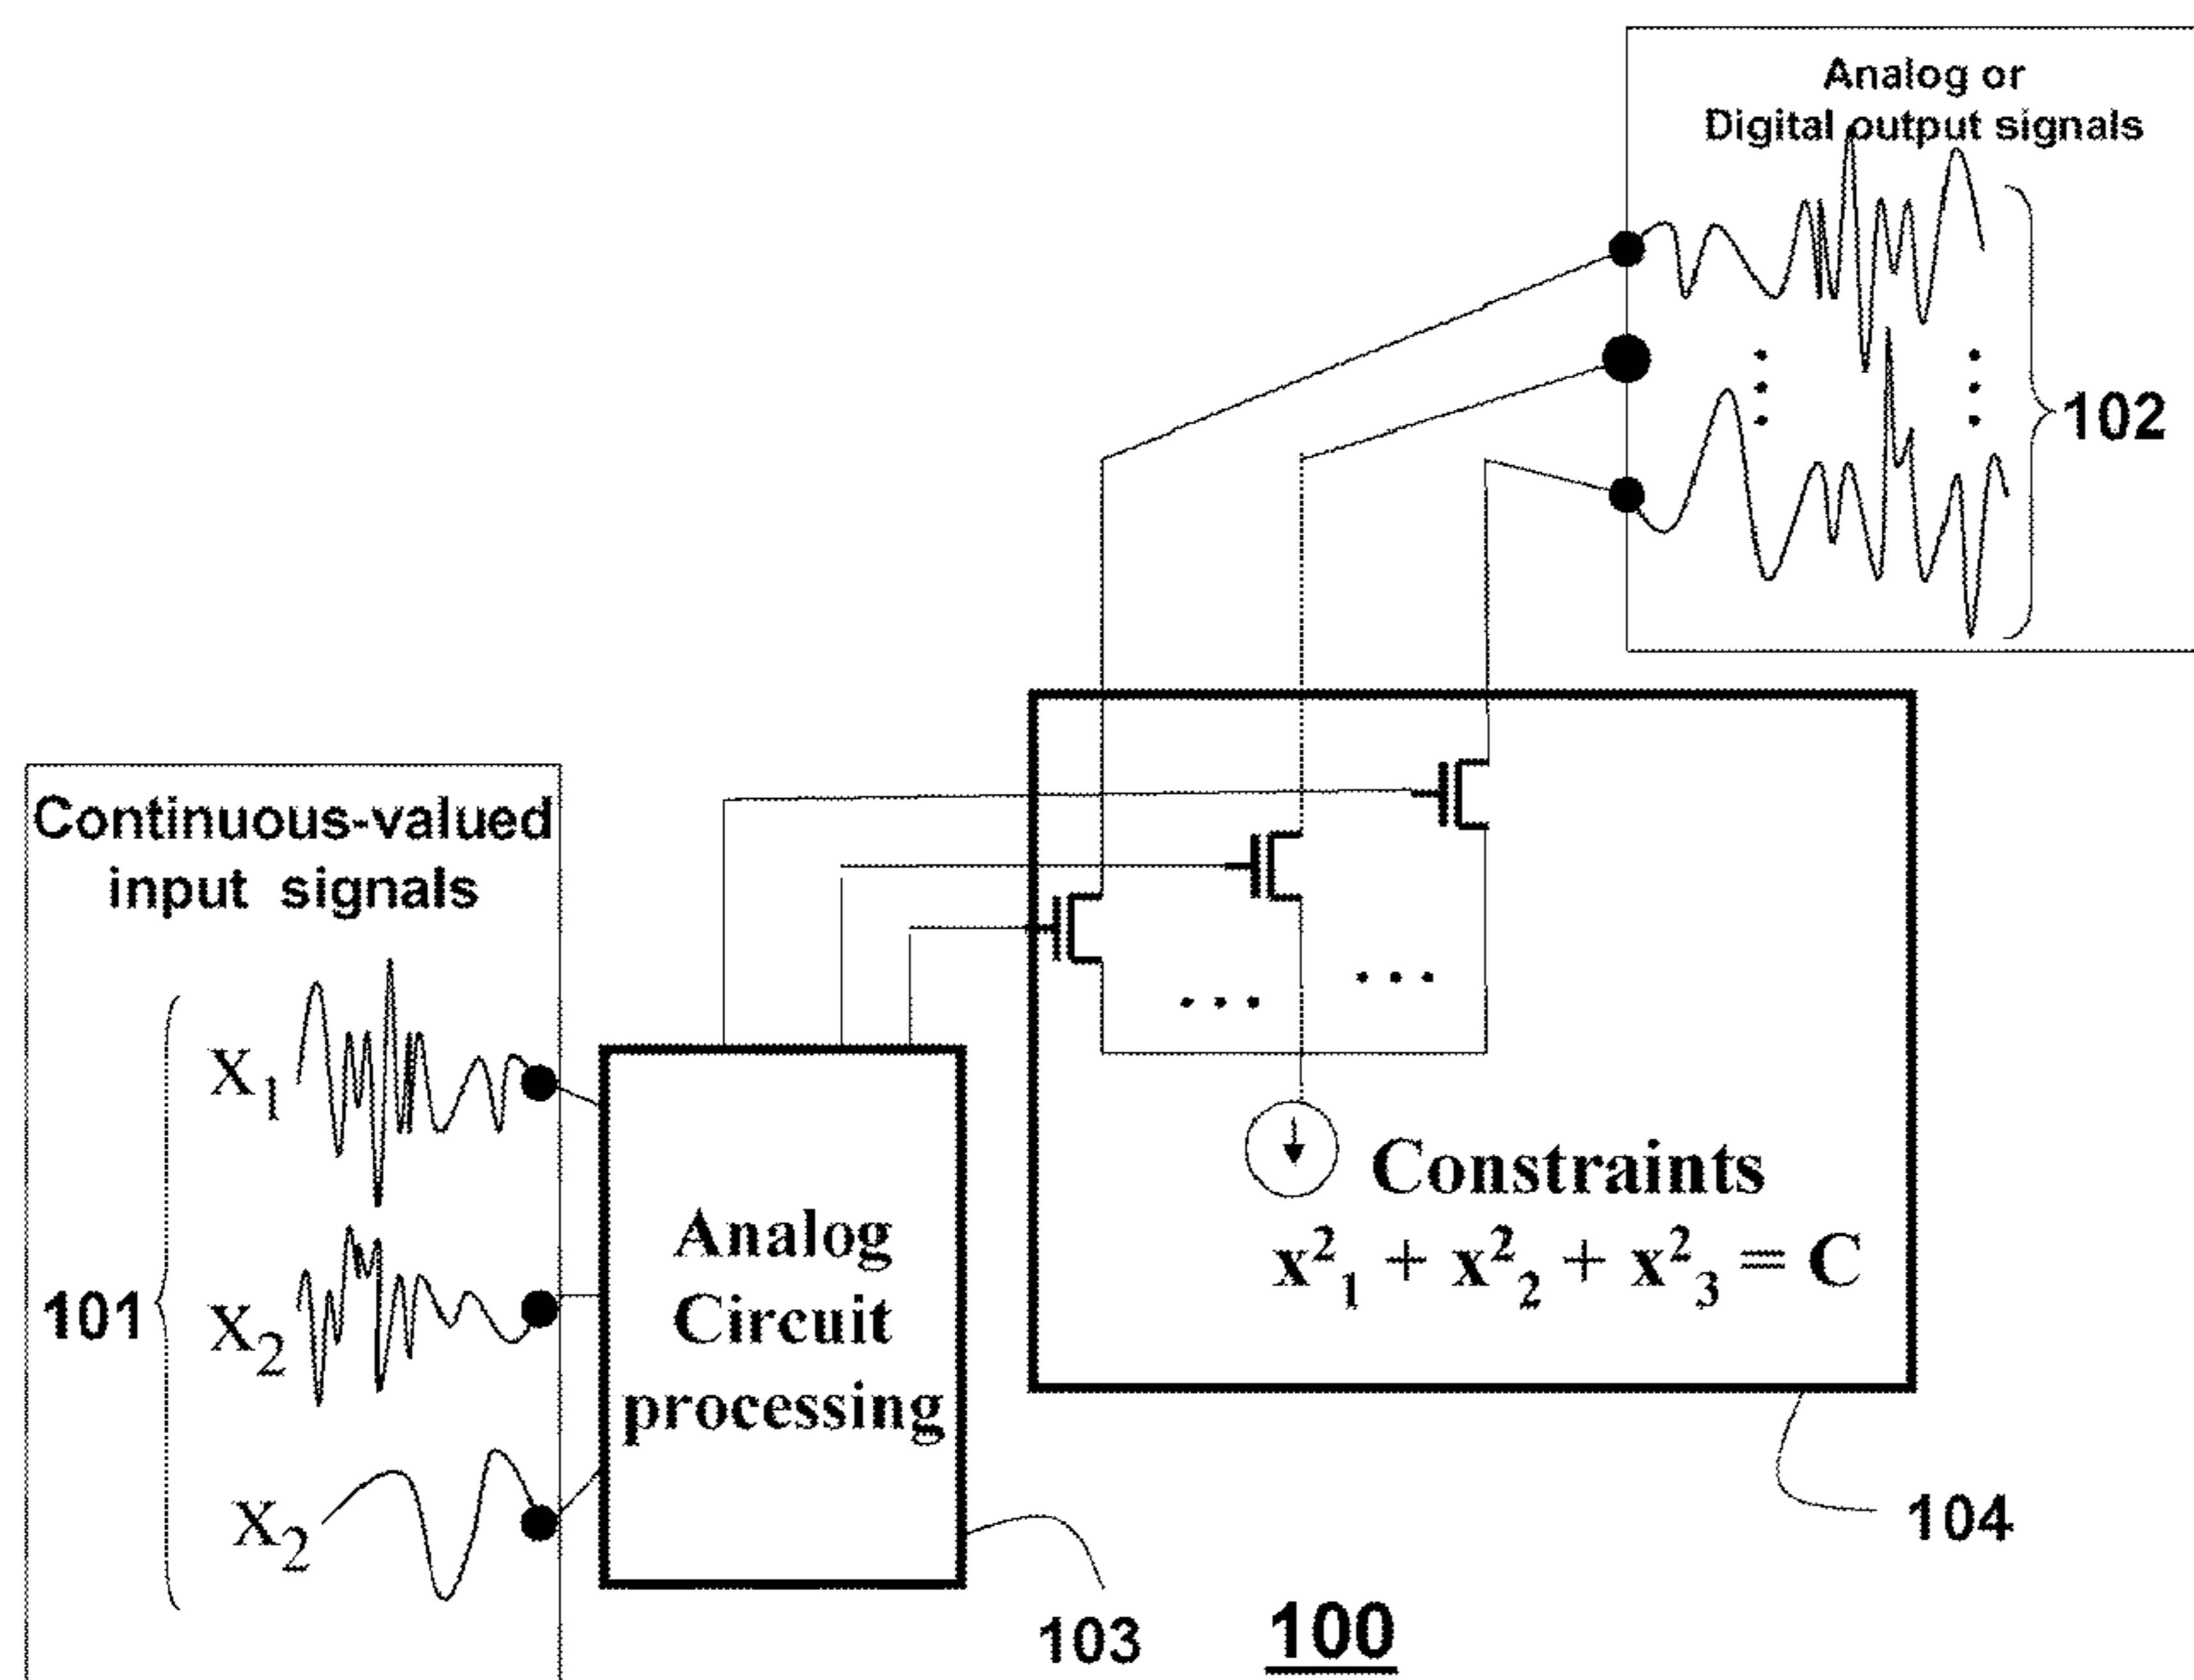 Analog or
Digital output signals
102
Continuous-valued
input signals
X₁
101
X₂
X₂
Analog
Circuit
processing
Constraints
x²₁ + x²₂ + x²₃ = C
104
103
100